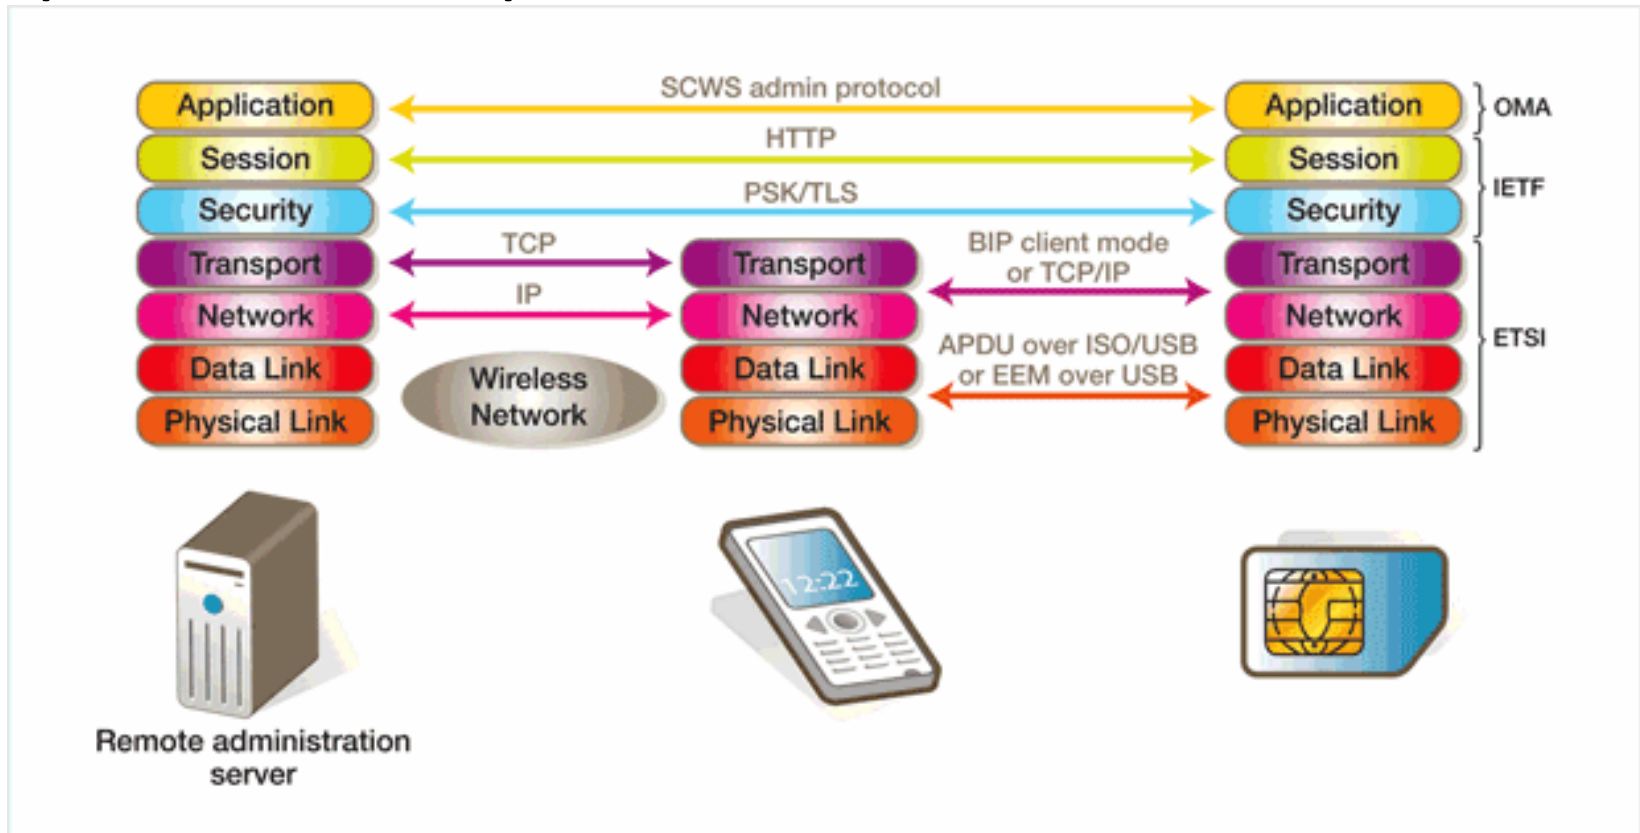 SCWS admin protocol
Application
Application
OMA
HTTP
Session
Session
IETF
PSK/TLS
Security
Security
TCP
BIP client mode
or TCP/IP
Transport
Transport
Transport
IP
Network
Network
Network
ETSI
APDU over ISO/USB
or EEM over USB
Data Link
Data Link
Data Link
Wireless
Network
Physical Link
Physical Link
Physical Link
12:22
Remote administration
server